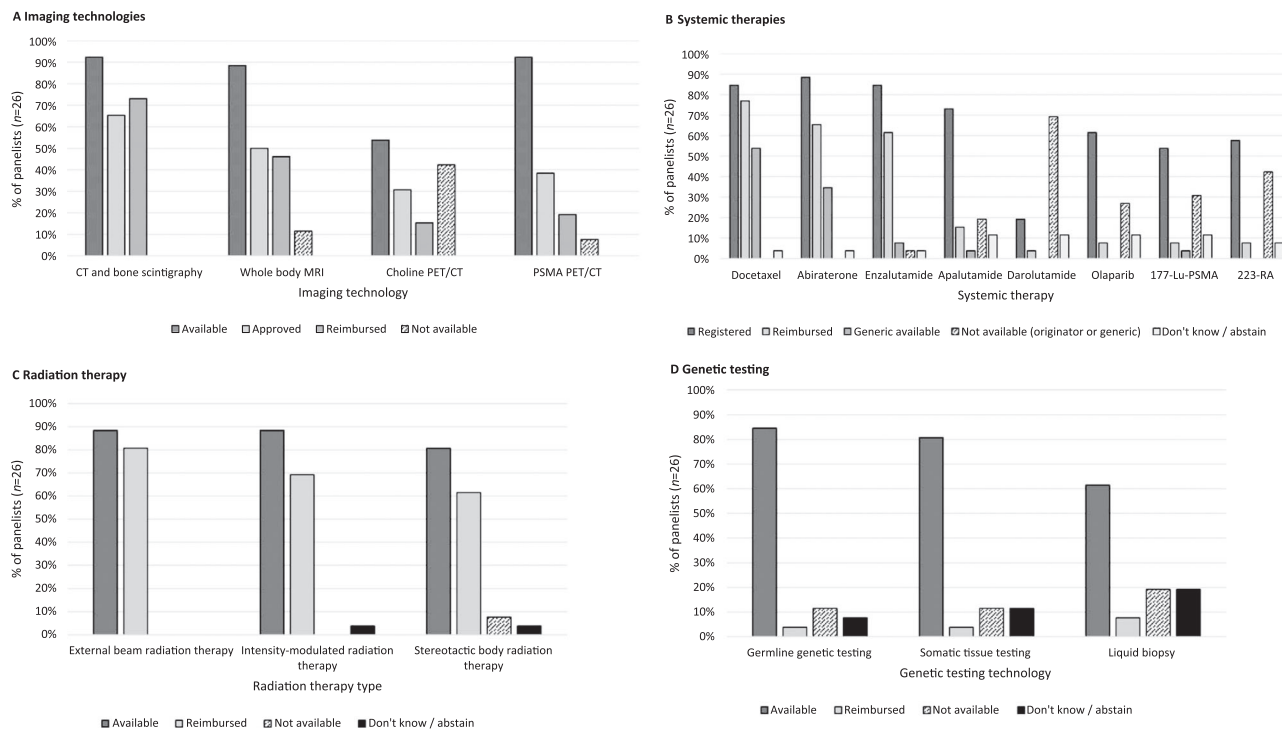 A Imaging technologies
100%
90%
80%
70%
60%
50%
40%
30%
20%
10%
0%
% of panelists (n=26)
CT and bone scintigraphy Whole body MRI Choline PET/CT PSMA PET/CT
Imaging technology
Available Approved Reimbursed Not available
B Systemic therapies
100%
90%
80%
70%
60%
50%
40%
30%
20%
10%
0%
% of panelists (n=26)
Docetaxel Abiraterone Enzalutamide Apalutamide Darolutamide Olaparib 177-Lu-PSMA 223-RA
Systemic therapy
Registered Reimbursed Generic available Not available (originator or generic) Don't know / abstain
C Radiation therapy
100%
90%
80%
70%
60%
50%
40%
30%
20%
10%
0%
% of panelists (n=26)
External beam radiation therapy Intensity-modulated radiation Stereotactic body radiation
therapy therapy
Radiation therapy type
Available Reimbursed Not available Don't know / abstain
D Genetic testing
100%
90%
80%
70%
60%
50%
40%
30%
20%
10%
0%
% of panelists (n=26)
Germline genetic testing Somatic tissue testing Liquid biopsy
Genetic testing technology
Available Reimbursed Not available Don't know / abstain